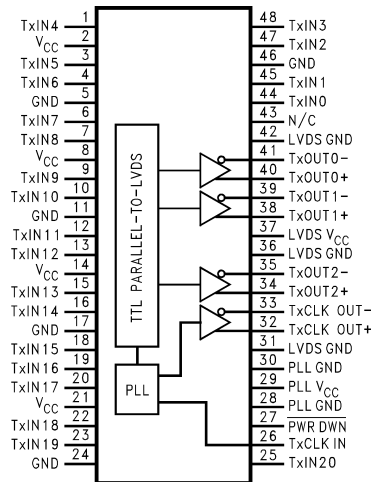 TxIN4 1 48 TxIN3
VCC 2 47 TxIN2
TxIN5 3 46 GND
TxIN6 4 45 TxIN1
GND 5 44 TxIN0
TxIN7 6 43 N/C
TxIN8 7 42 LVDS GND
VCC 8 41 TxOUT0-
TxIN9 9 40 TxOUT0+
TxIN10 10 39 TxOUT1-
GND 11 38 TxOUT1+
TxIN11 12 37 LVDS VCC
TxIN12 13 36 LVDS GND
VCC 14 35 TxOUT2-
TxIN13 15 34 TxOUT2+
TxIN14 16 33 TxCLK OUT-
GND 17 32 TxCLK OUT+
TxIN15 18 31 LVDS GND
TxIN16 19 30 PLL GND
TxIN17 20 29 PLL VCC
VCC 21 28 PLL GND
TxIN18 22 27 PWR DWN
TxIN19 23 26 TxCLK IN
GND 24 25 TxIN20
TTL PARALLEL-TO-LVDS
PLL